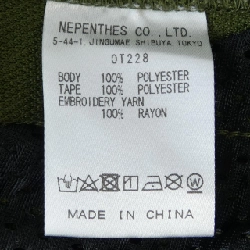 NEPENTHES CO., LTD.
5-44-1 JINGUMAE SHIBUYA TOKYO
OT228
BODY 100% POLYESTER
TAPE 100% POLYESTER
EMBROIDERY YARN
100% RAYON
MADE IN CHINA